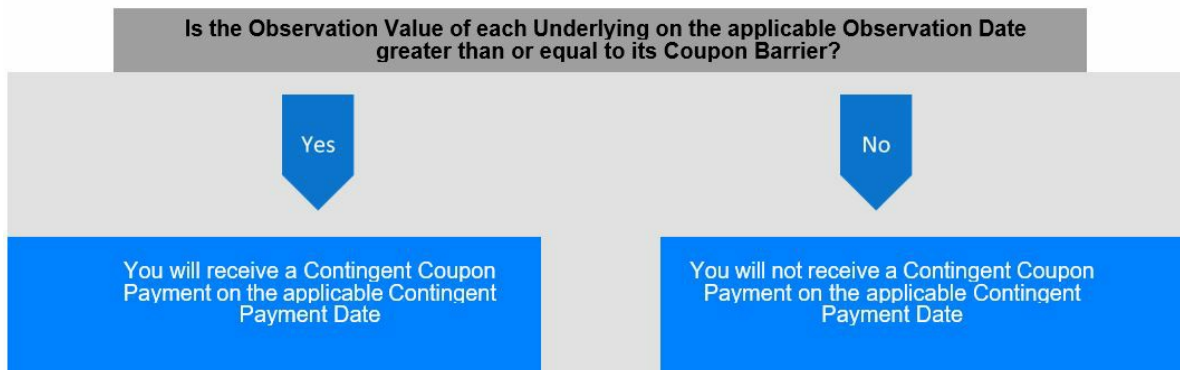 Is the Observation Value of each Underlying on the applicable Observation Date
greater than or equal to its Coupon Barrier?
Yes
No
You will receive a Contingent Coupon
Payment on the applicable Contingent
Payment Date
You will not receive a Contingent Coupon
Payment on the applicable Contingent
Payment Date